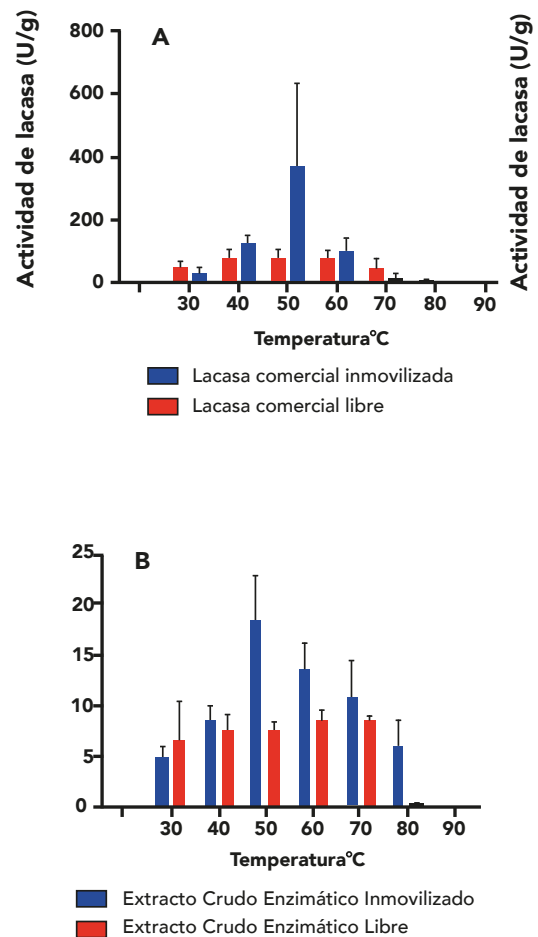 A
Actividad de lacasa (U/g)
800
600
400
200
0
30 40 50 60 70 80 90
Temperatura°C
Actividad de lacasa (U/g)
Lacasa comercial inmovilizada
Lacasa comercial libre
B
25
20
15
10
5
0
30 40 50 60 70 80 90
Temperatura°C
Extracto Crudo Enzimático Inmovilizado
Extracto Crudo Enzimático Libre